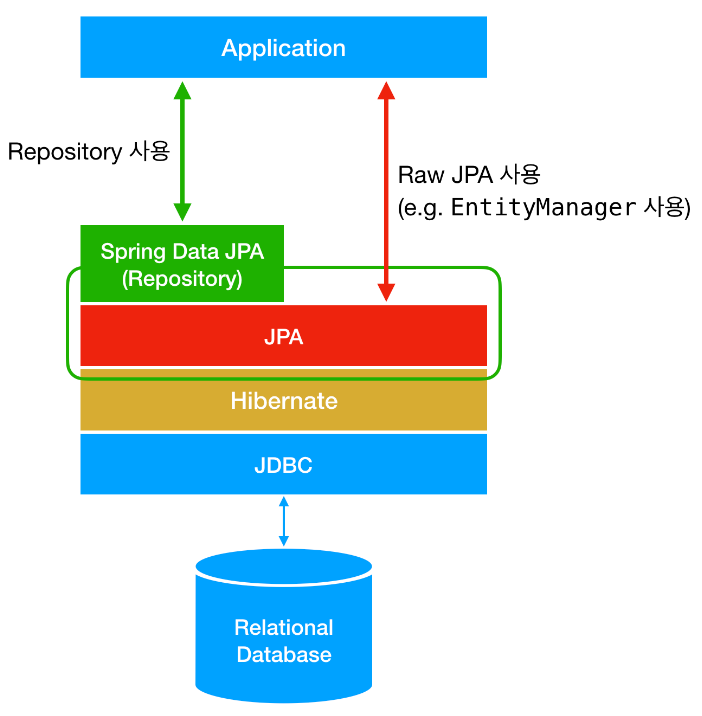 Application
Repository 사용
Raw JPA 사용
(e.g. EntityManager 사용)
Spring Data JPA
(Repository)
JPA
Hibernate
JDBC
Relational
Database